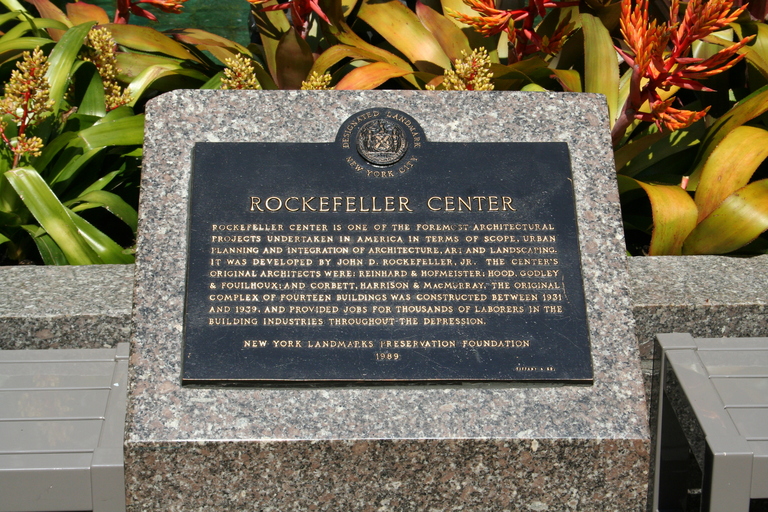 DESIGNATED LANDMARK
NEW YORK CITY
ROCKEFELLER CENTER
ROCKEFELLER CENTER IS ONE OF THE FOREMOST ARCHITECTURAL
PROJECTS UNDERTAKEN IN AMERICA IN TERMS OF SCOPE, URBAN
PLANNING AND INTEGRATION OF ARCHITECTURE, ART AND LANDSCAPING.
IT WAS DEVELOPED BY JOHN D. ROCKEFELLER, JR. THE CENTER'S
ORIGINAL ARCHITECTS WERE: REINHARD & HOFMEISTER; HOOD, GODLEY
& FOUILHOUX; AND CORBETT, HARRISON & MACMURRAY. THE ORIGINAL
COMPLEX OF FOURTEEN BUILDINGS WAS CONSTRUCTED BETWEEN 1931
AND 1939, AND PROVIDED JOBS FOR THOUSANDS OF LABORERS IN THE
BUILDING INDUSTRIES THROUGHOUT THE DEPRESSION.
NEW YORK LANDMARKS PRESERVATION FOUNDATION
1989